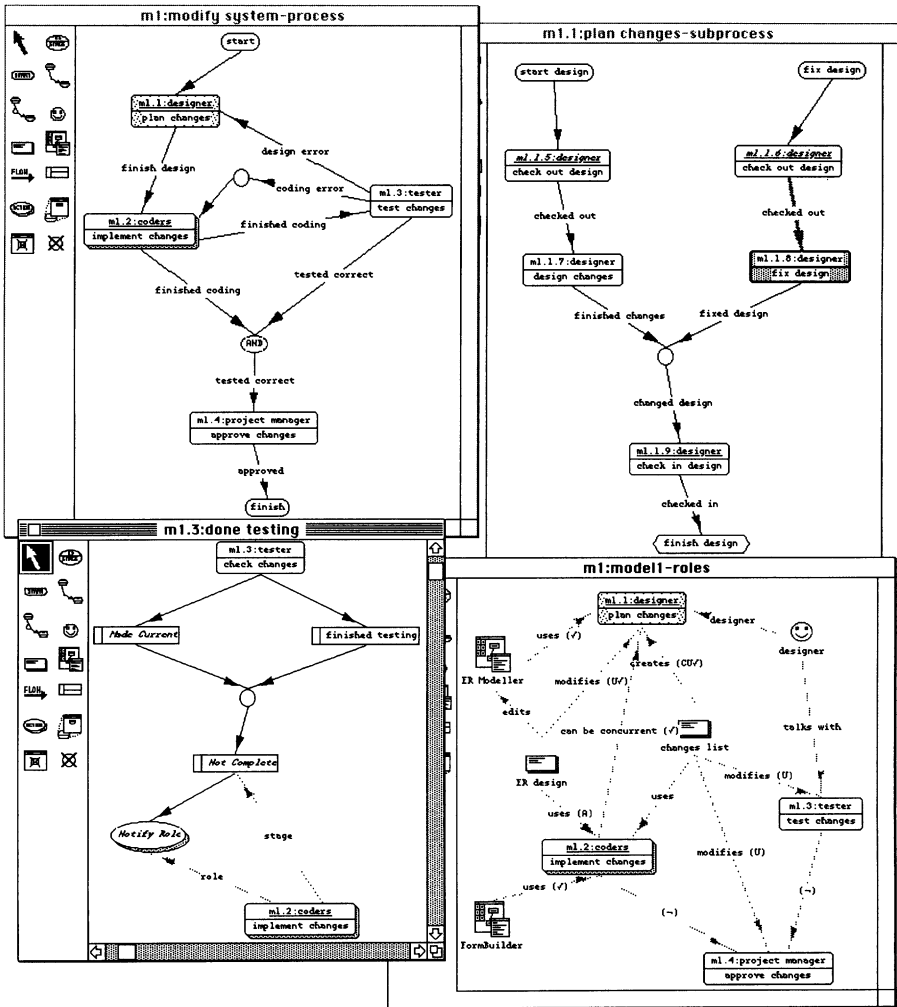 m1:modify system-process
start
m1.1:designer
plan changes
design error
finish design
coding error
m1.3:tester
test changes
m1.2:coders
implement changes
finished coding
tested correct
finished coding
AND
tested correct
m1.4:project manager
approve changes
approved
finish
START
FLOW
ACTION
m1.1:plan changes-subprocess
start design
fix design
m1.1.5:designer
check out design
m1.1.6:designer
check out design
checked out
checked out
m1.1.7:designer
design changes
m1.1.8:designer
fix design
finished changes
fixed design
changed design
m1.1.9:designer
check in design
checked in
finish design
m1.3:done testing
m1.3:tester
check changes
Made Current
finished testing
Not Complete
Notify Role
stage
role
m1.2:coders
implement changes
FLOW
m1:model1-roles
m1.1:designer
plan changes
designer
uses (√)
designer
ER Modeller
creates (CU√)
modifies (U√)
edits
can be concurrent (√)
changes list
talks with
ER design
modifies (U)
uses
m1.3:tester
test changes
uses (A)
m1.2:coders
implement changes
modifies (U)
uses (√)
(¬)
(¬)
FormBuilder
m1.4:project manager
approve changes